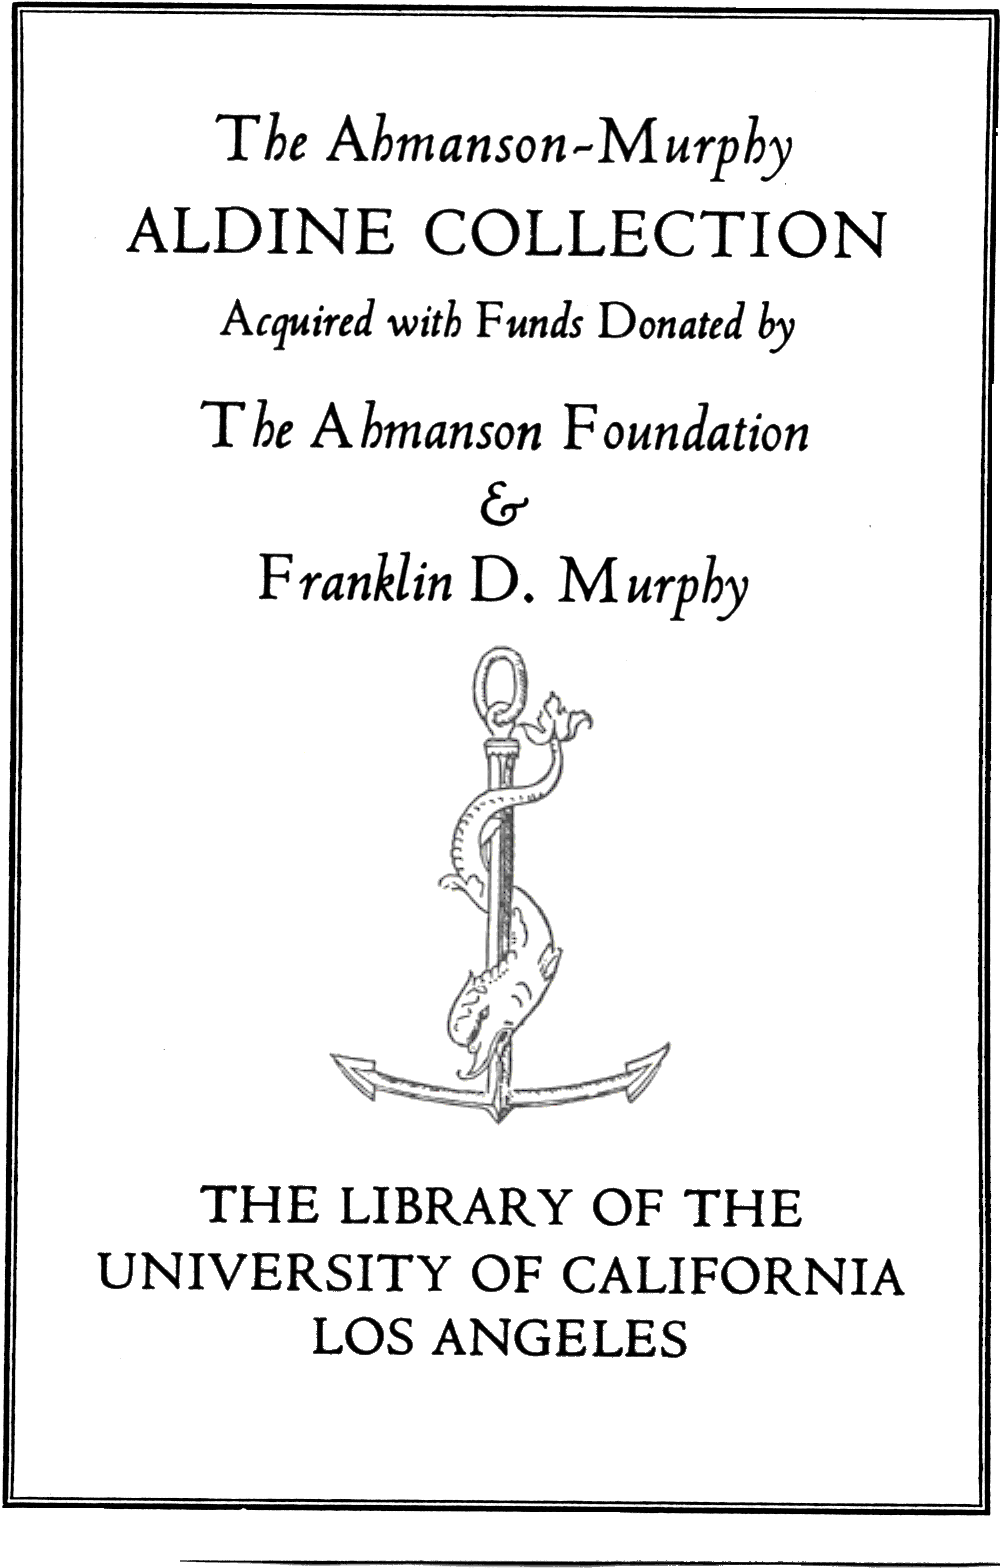 The Ahmanson-Murphy
ALDINE COLLECTION
Acquired with Funds Donated by
The Ahmanson Foundation
&
Franklin D. Murphy
THE LIBRARY OF THE
UNIVERSITY OF CALIFORNIA
LOS ANGELES